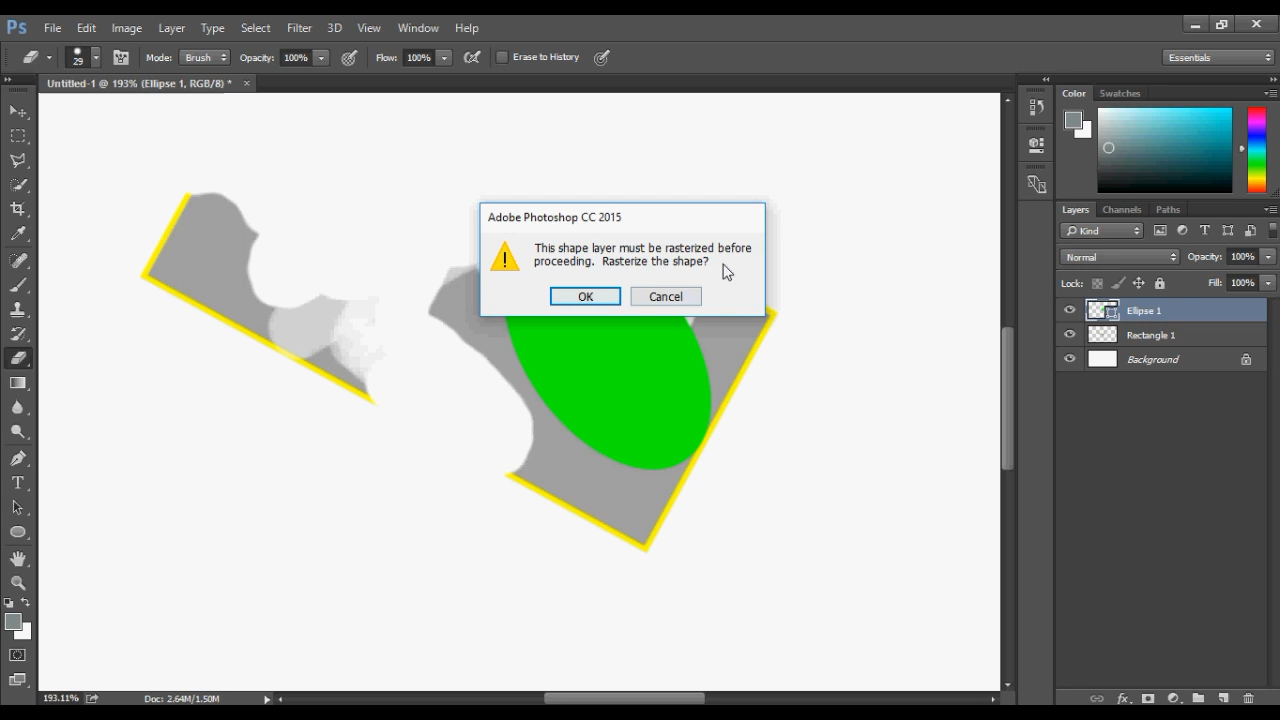 Ps File Edit Image Layer Type Select Filter 3D View Window Help
29 Mode: Brush Opacity: 100% Flow: 100% Erase to History Essentials
Untitled-1 @ 193% (Ellipse 1, RGB/8) * ×
Color Swatches
Adobe Photoshop CC 2015
This shape layer must be rasterized before
proceeding. Rasterize the shape?
OK Cancel
Layers Channels Paths
Kind
Normal Opacity: 100%
Lock: Fill: 100%
Ellipse 1
Rectangle 1
Background
193.11% Doc: 2.64M/1.50M